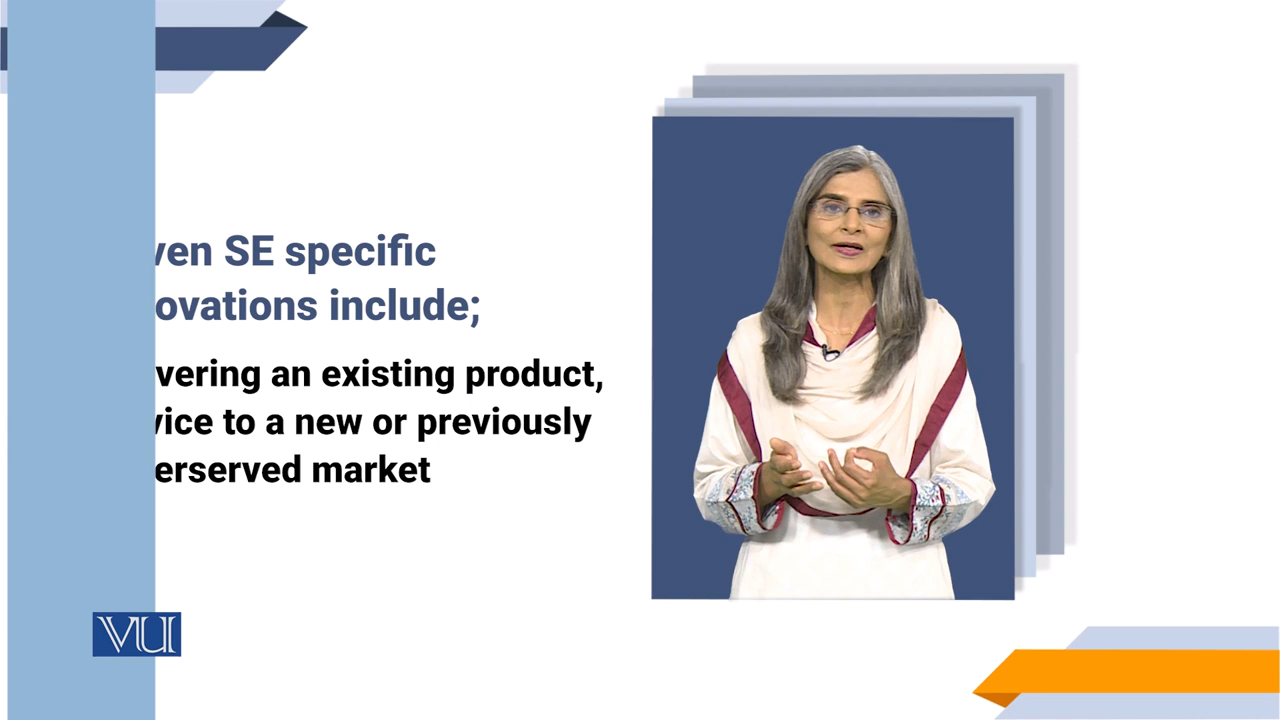 ven SE specific
ovations include;
vering an existing product,
vice to a new or previously
erserved market
VU